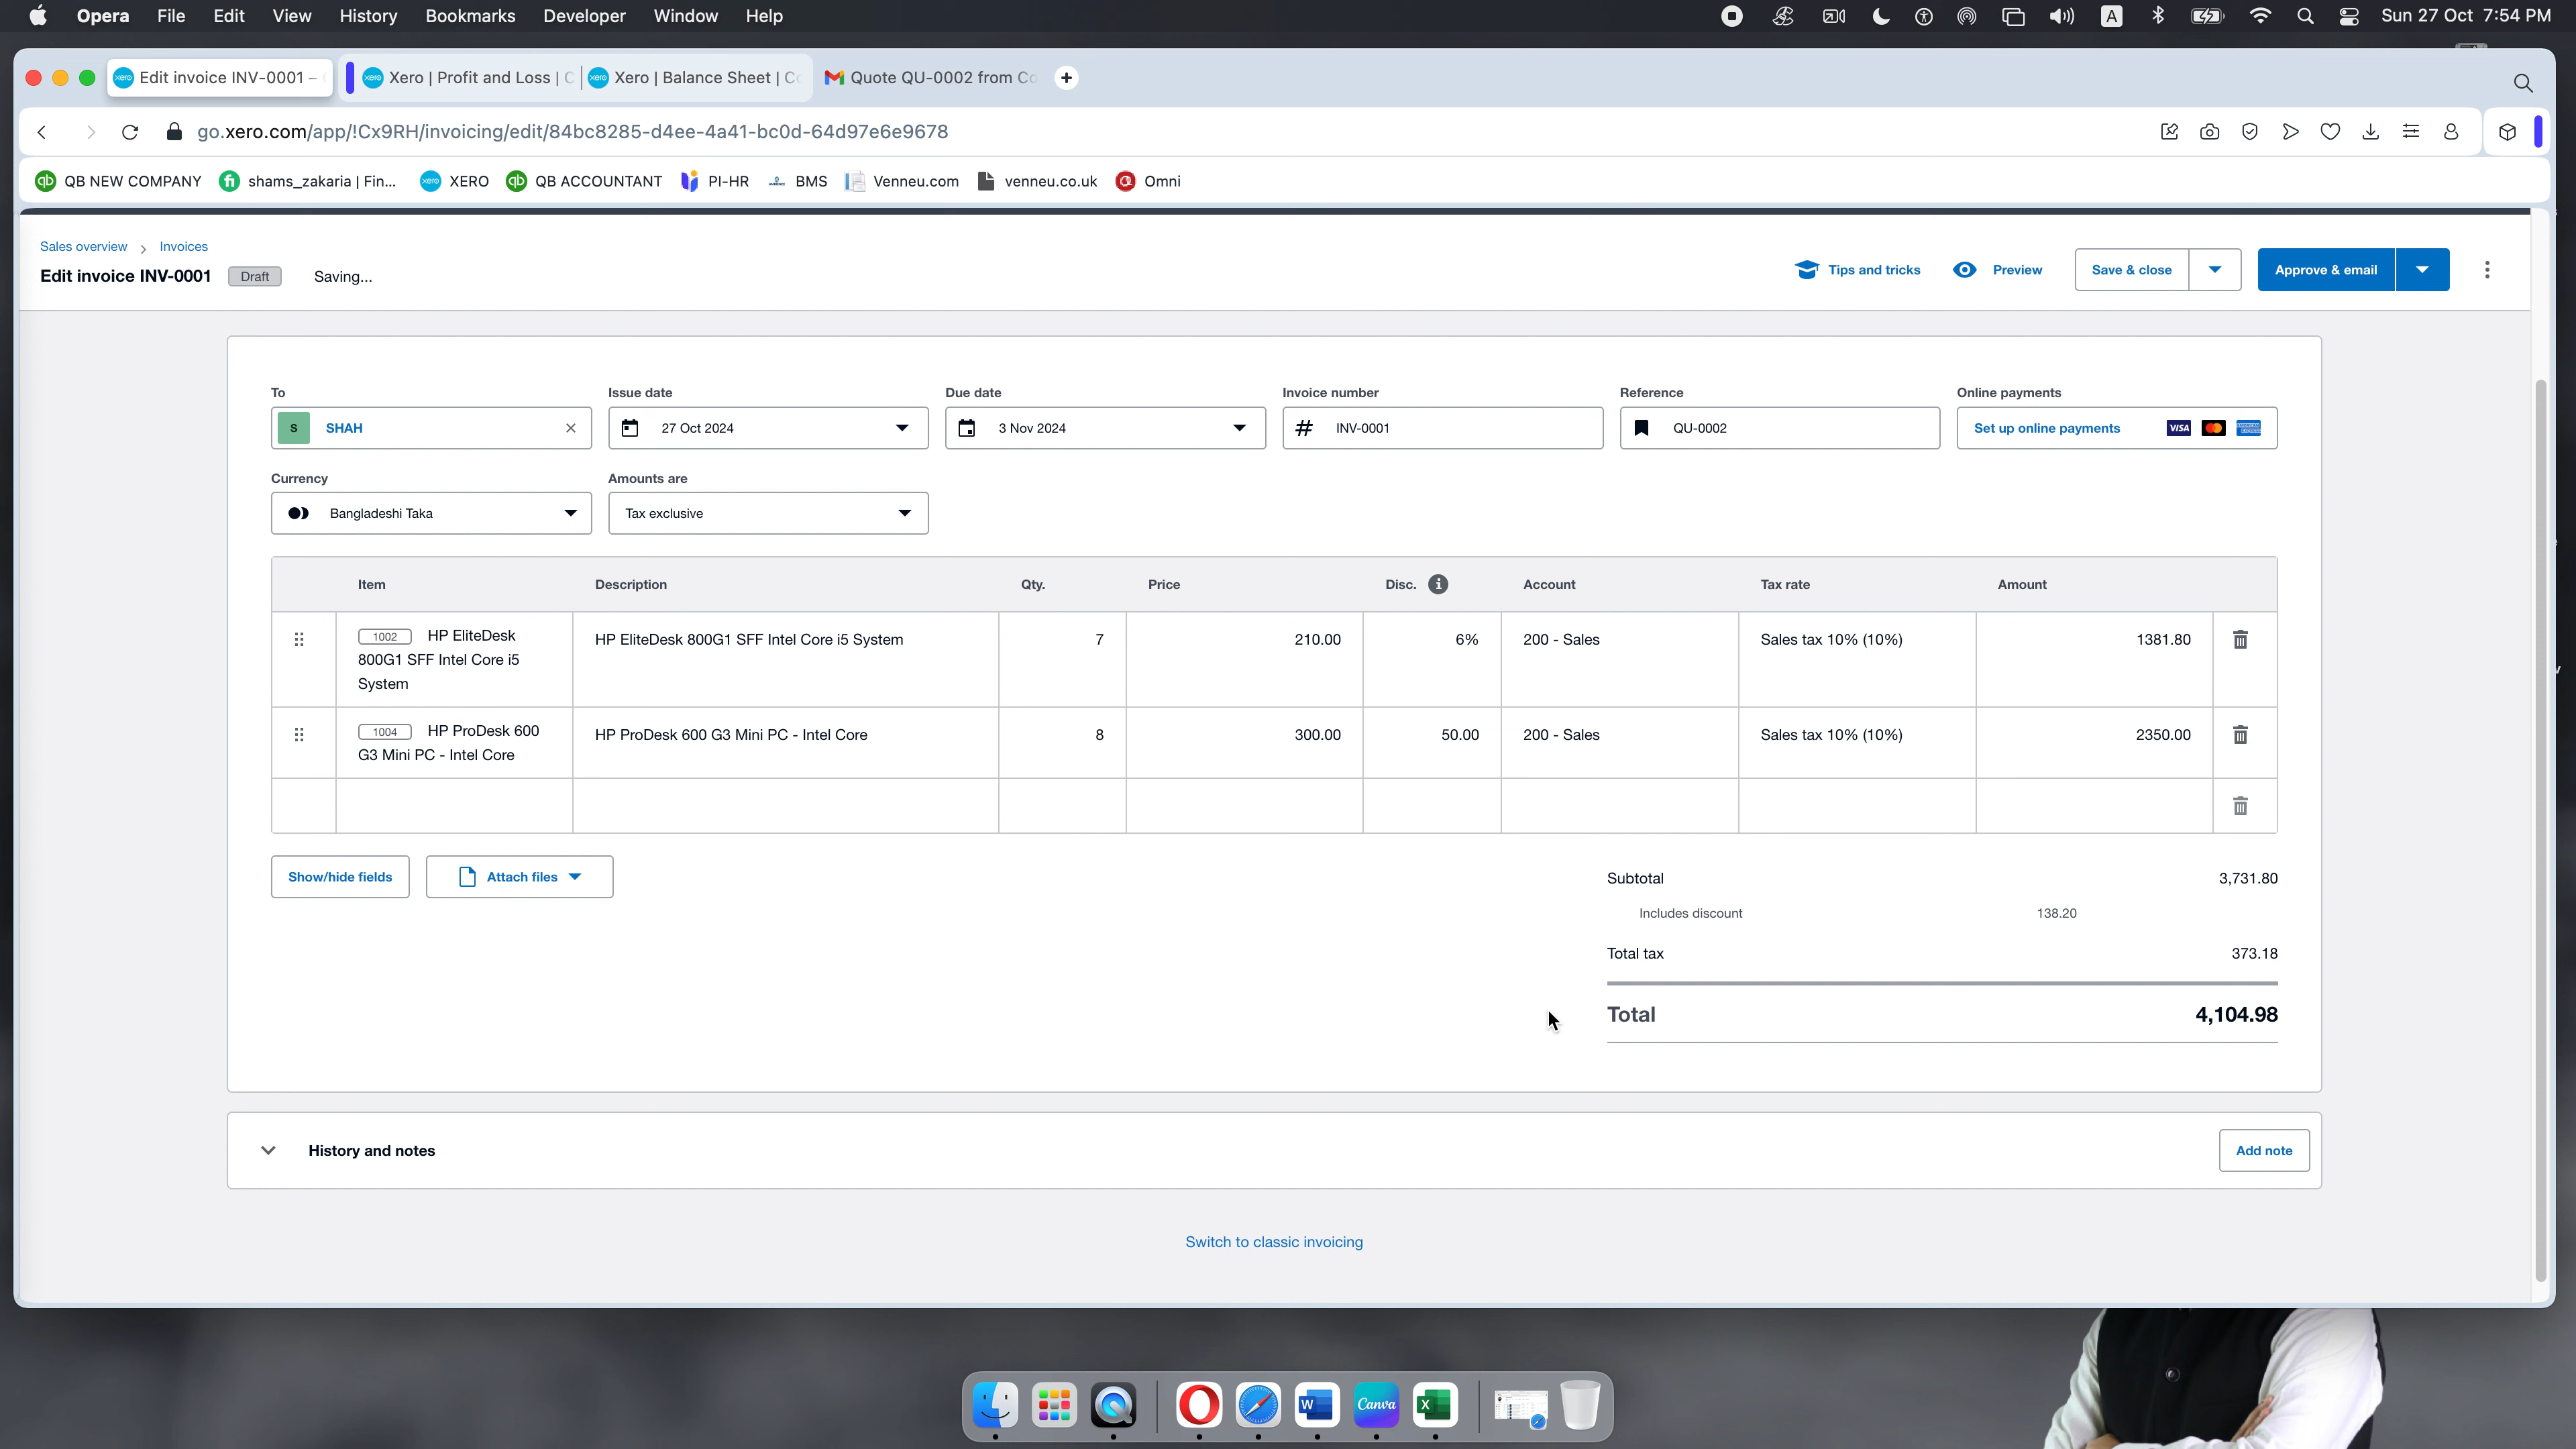 Opera File Edit View History Bookmarks Developer Window Help A Sun 27 Oct 7:54 PM
xero Edit invoice INV-0001 – xero Xero | Profit and Loss | C xero Xero | Balance Sheet | Co Quote QU-0002 from Co
go.xero.com/app/!Cx9RH/invoicing/edit/84bc8285-d4ee-4a41-bc0d-64d97e6e9678
qb QB NEW COMPANY fi shams_zakaria | Fin... xero XERO qb QB ACCOUNTANT PI-HR BMS Venneu.com venneu.co.uk Omni
Sales overview Invoices
Edit invoice INV-0001 Draft Saving... Tips and tricks Preview Save & close Approve & email
To Issue date Due date Invoice number Reference Online payments
S SHAH 27 Oct 2024 3 Nov 2024 # INV-0001 QU-0002 Set up online payments VISA
Currency Amounts are
Bangladeshi Taka Tax exclusive
Item Description Qty. Price Disc. Account Tax rate Amount
1002 HP EliteDesk HP EliteDesk 800G1 SFF Intel Core i5 System 7 210.00 6% 200 - Sales Sales tax 10% (10%) 1381.80
800G1 SFF Intel Core i5
System
1004 HP ProDesk 600 HP ProDesk 600 G3 Mini PC - Intel Core 8 300.00 50.00 200 - Sales Sales tax 10% (10%) 2350.00
G3 Mini PC - Intel Core
Show/hide fields Attach files Subtotal 3,731.80
Includes discount 138.20
Total tax 373.18
Total 4,104.98
History and notes Add note
Switch to classic invoicing
W Canva X